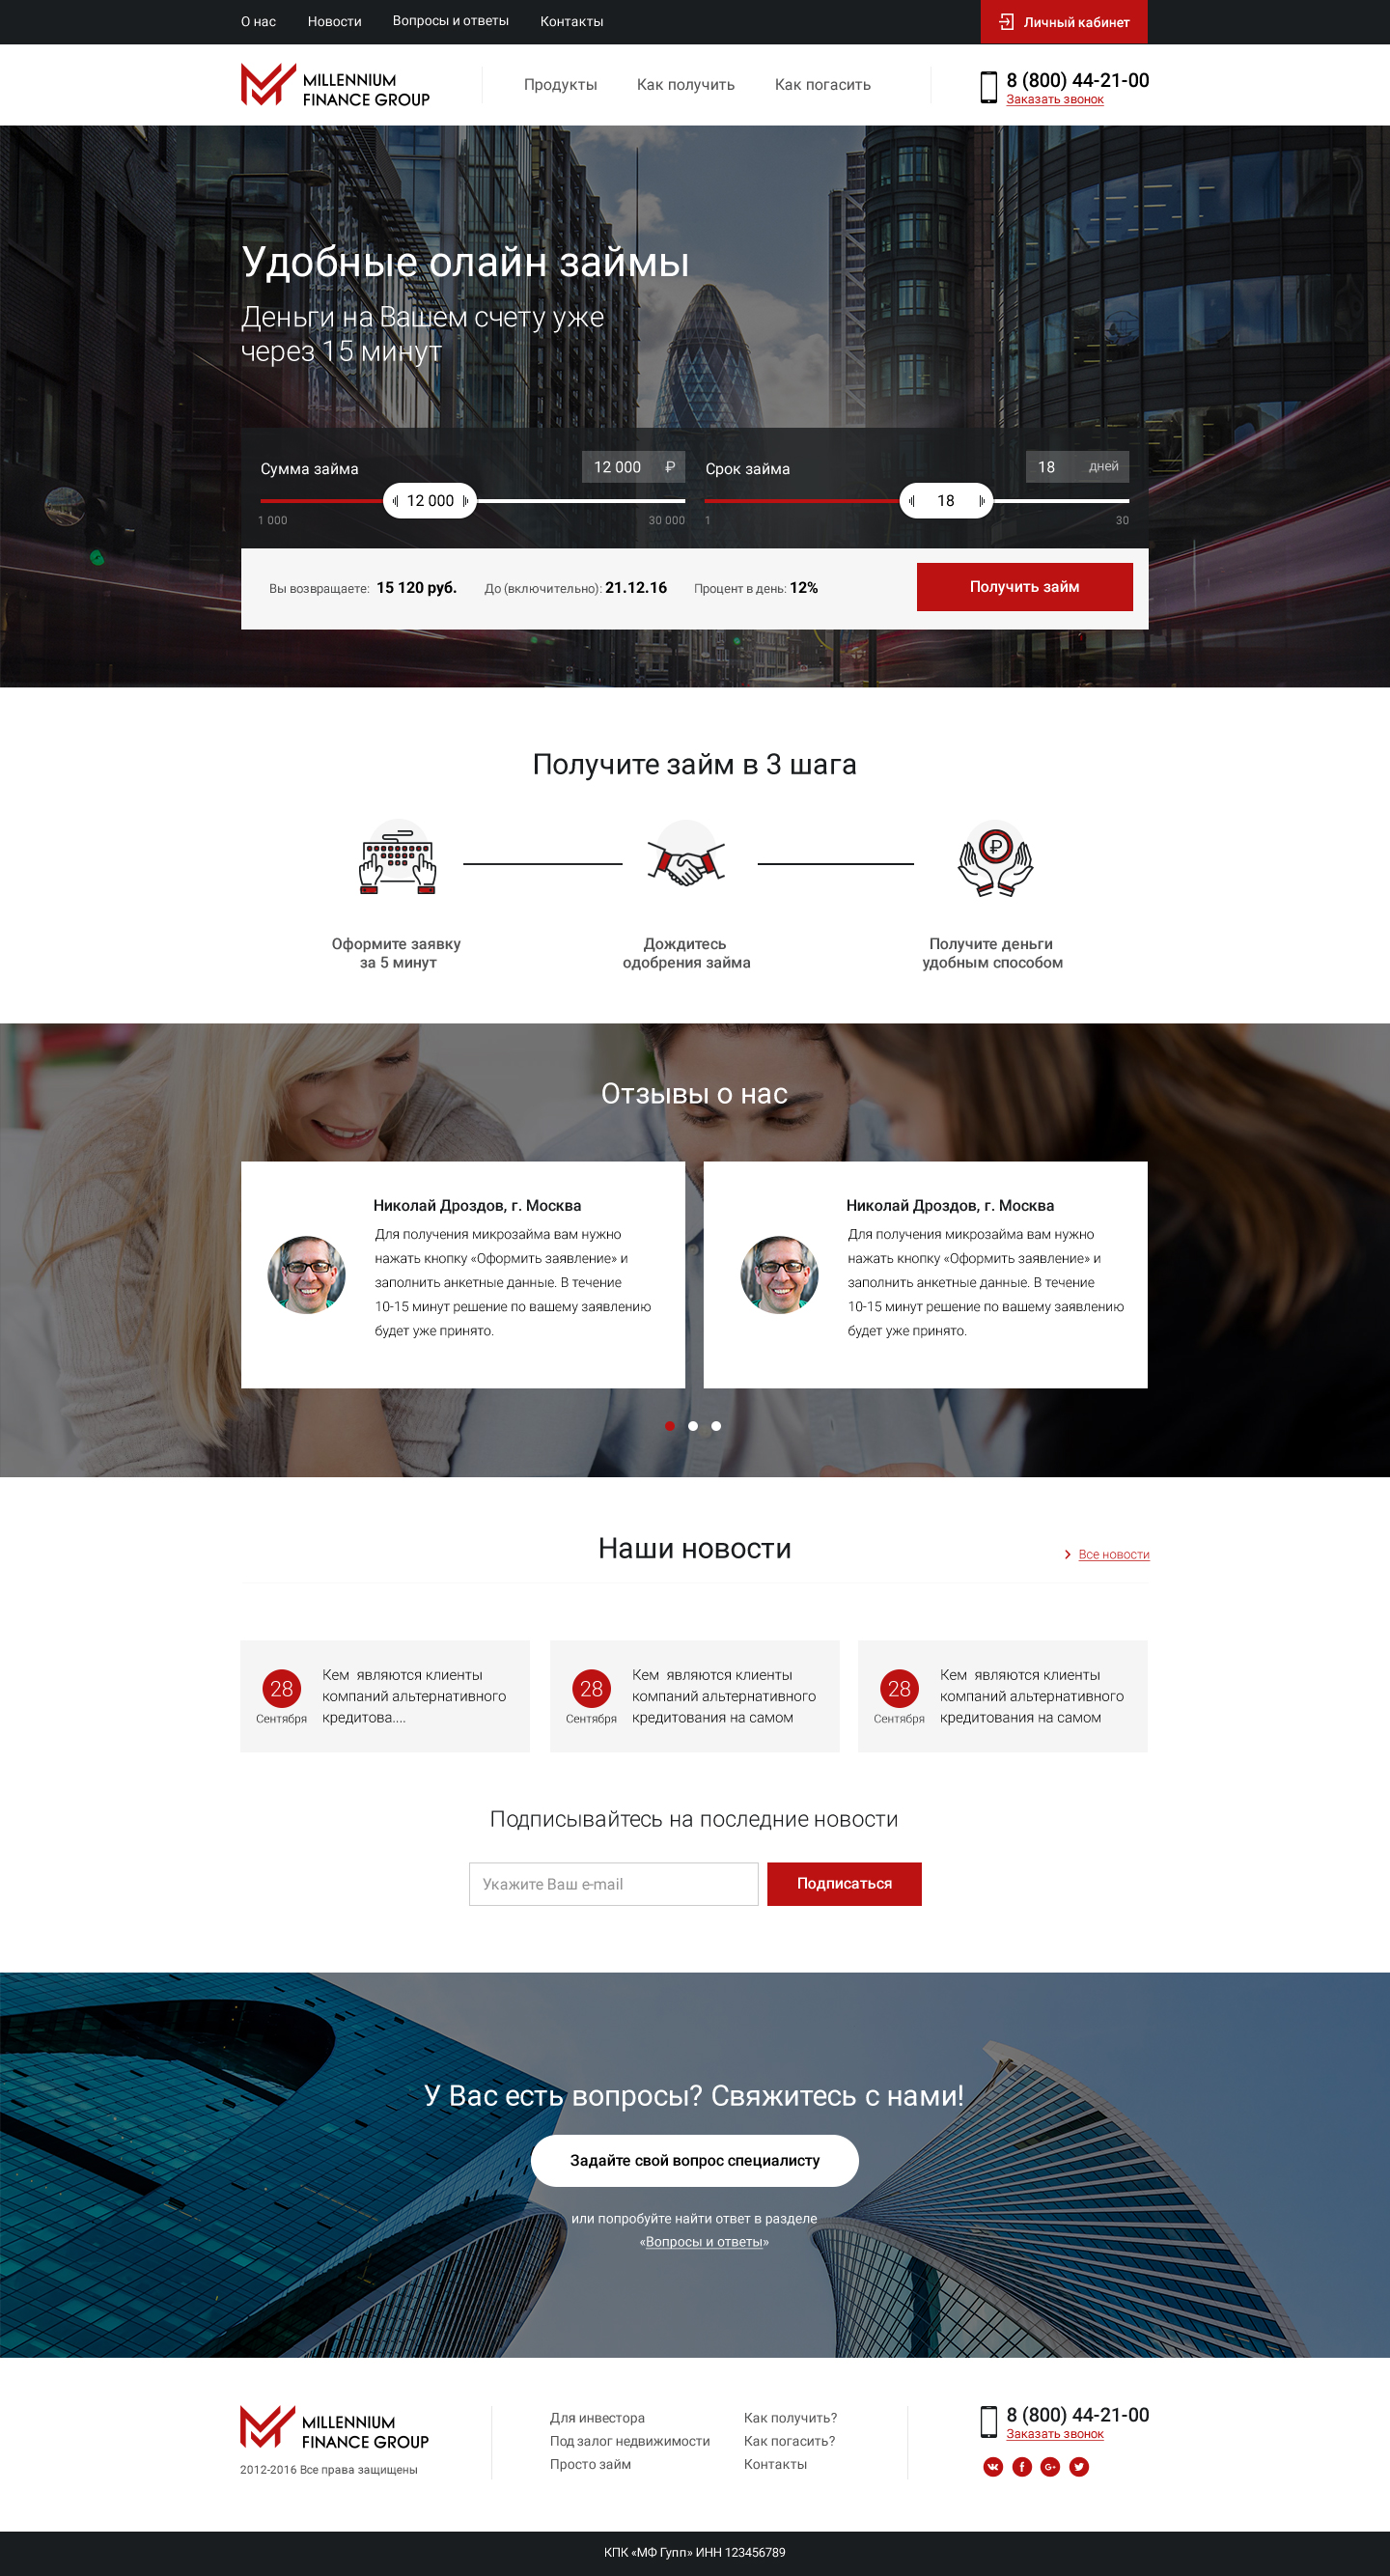 О нас Новости Вопросы и ответы Контакты Личный кабинет
MILLENNIUM
FINANCE GROUP
Продукты Как получить Как погасить
8 (800) 44-21-00
Заказать звонок
Удобные олайн займы
Деньги на Вашем счету уже
через 15 минут
Сумма займа 12 000 ₽
12 000
1 000 30 000
Срок займа 18 дней
18
1 30
Вы возвращаете: 15 120 руб. До (включительно): 21.12.16 Процент в день: 12% Получить займ
Получите займ в 3 шага
₽
Оформите заявку
за 5 минут
Дождитесь
одобрения займа
Получите деньги
удобным способом
Отзывы о нас
Николай Дроздов, г. Москва
Для получения микрозайма вам нужно
нажать кнопку «Оформить заявление» и
заполнить анкетные данные. В течение
10-15 минут решение по вашему заявлению
будет уже принято.
Николай Дроздов, г. Москва
Для получения микрозайма вам нужно
нажать кнопку «Оформить заявление» и
заполнить анкетные данные. В течение
10-15 минут решение по вашему заявлению
будет уже принято.
Наши новости
Все новости
28
Сентября
Кем являются клиенты
компаний альтернативного
кредитова....
28
Сентября
Кем являются клиенты
компаний альтернативного
кредитования на самом
28
Сентября
Кем являются клиенты
компаний альтернативного
кредитования на самом
Подписывайтесь на последние новости
Укажите Ваш e-mail Подписаться
У Вас есть вопросы? Свяжитесь с нами!
Задайте свой вопрос специалисту
или попробуйте найти ответ в разделе
«Вопросы и ответы»
MILLENNIUM
FINANCE GROUP
2012-2016 Все права защищены
Для инвестора
Под залог недвижимости
Просто займ
Как получить?
Как погасить?
Контакты
8 (800) 44-21-00
Заказать звонок
КПК «МФ Гупп» ИНН 123456789